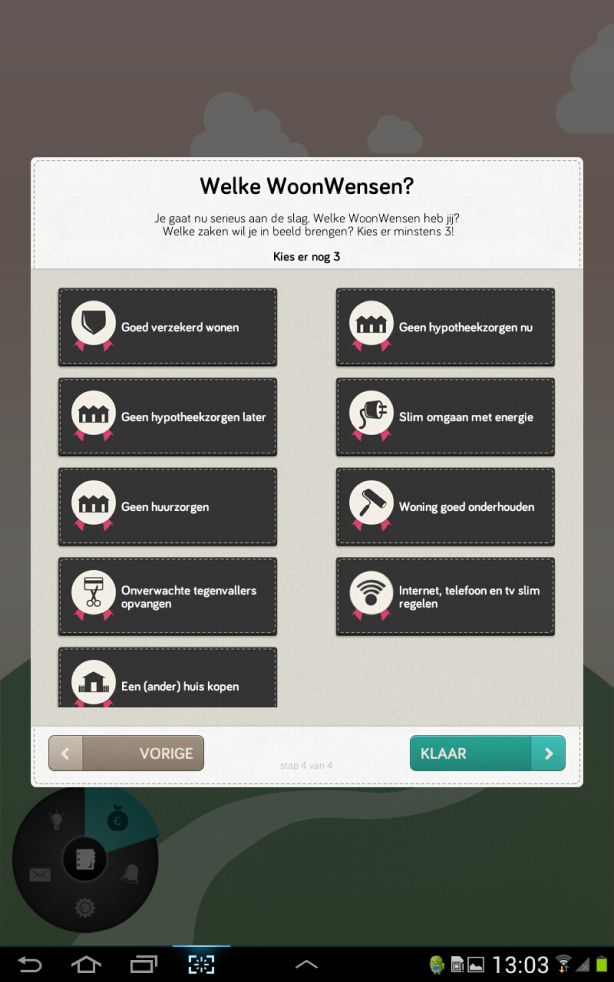 Welke WoonWensen?
Je gaat nu serieus aan de slag. Welke WoonWensen heb jij?
Welke zaken wil je in beeld brengen? Kies er minstens 3!
Kies er nog 3
Goed verzekerd wonen
Geen hypotheekzorgen nu
Geen hypotheekzorgen later
Slim omgaan met energie
Geen huurzorgen
Woning goed onderhouden
Onverwachte tegenvallers
opvangen
Internet, telefoon en tv slim
regelen
Een (ander) huis kopen
VORIGE
stap 4 van 4
KLAAR
13:03